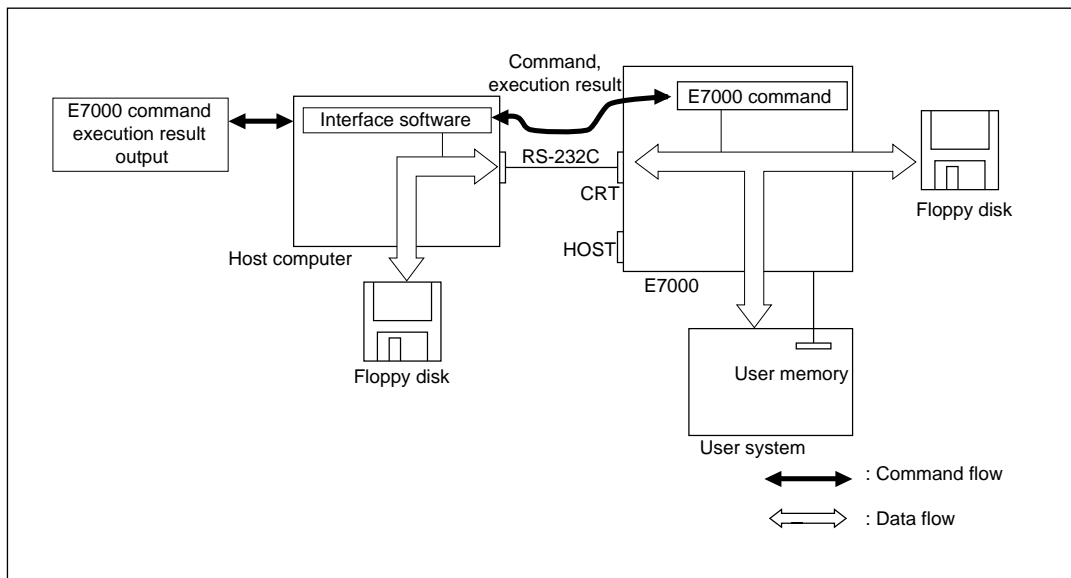 Command,
execution result
E7000 command
execution result
output
Interface software
E7000 command
RS-232C
CRT
Floppy disk
HOST
Host computer
E7000
Floppy disk
User memory
User system
: Command flow
: Data flow